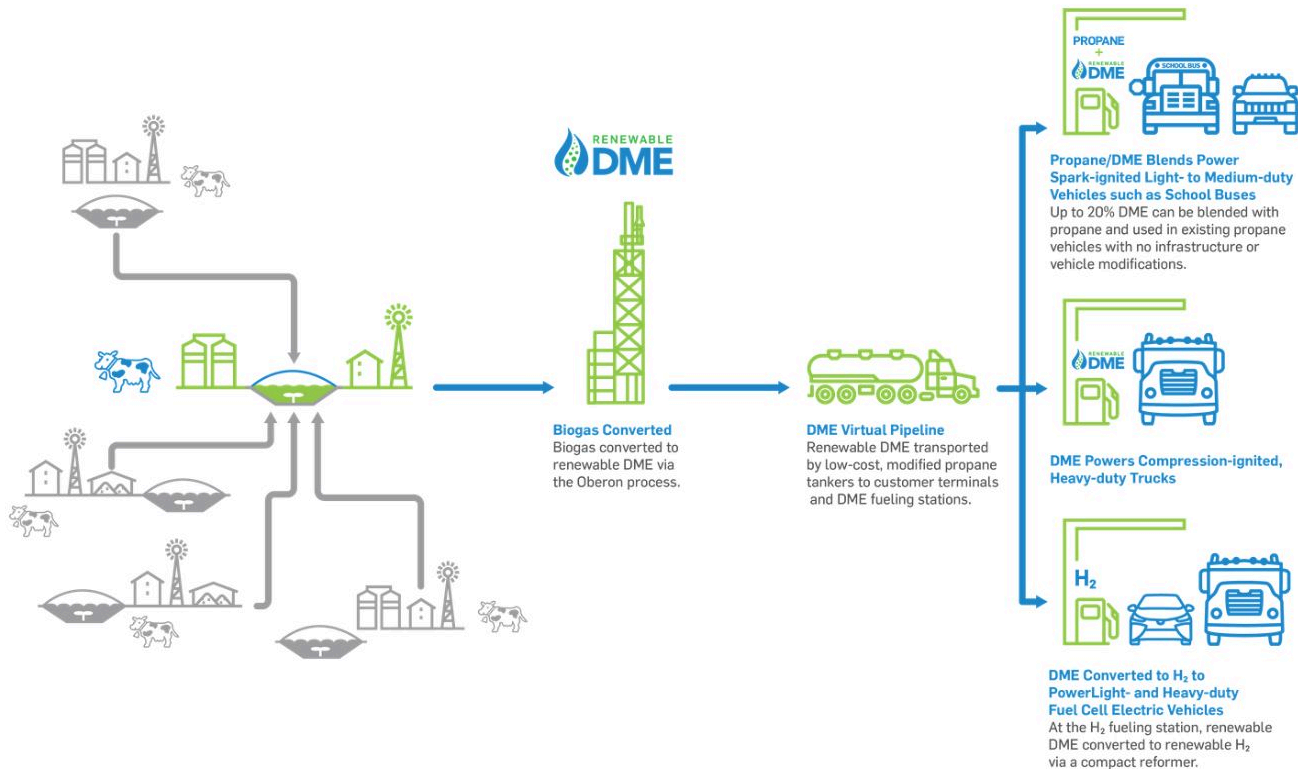 RENEWABLE
DME
Biogas Converted
Biogas converted to
renewable DME via
the Oberon process.
DME Virtual Pipeline
Renewable DME transported
by low-cost, modified propane
tankers to customer terminals
and DME fueling stations.
PROPANE
+
RENEWABLE
DME
SCHOOL BUS
Propane/DME Blends Power
Spark-ignited Light- to Medium-duty
Vehicles such as School Buses
Up to 20% DME can be blended with
propane and used in existing propane
vehicles with no infrastructure or
vehicle modifications.
RENEWABLE
DME
DME Powers Compression-ignited,
Heavy-duty Trucks
H₂
DME Converted to H₂ to
PowerLight- and Heavy-duty
Fuel Cell Electric Vehicles
At the H₂ fueling station, renewable
DME converted to renewable H₂
via a compact reformer.